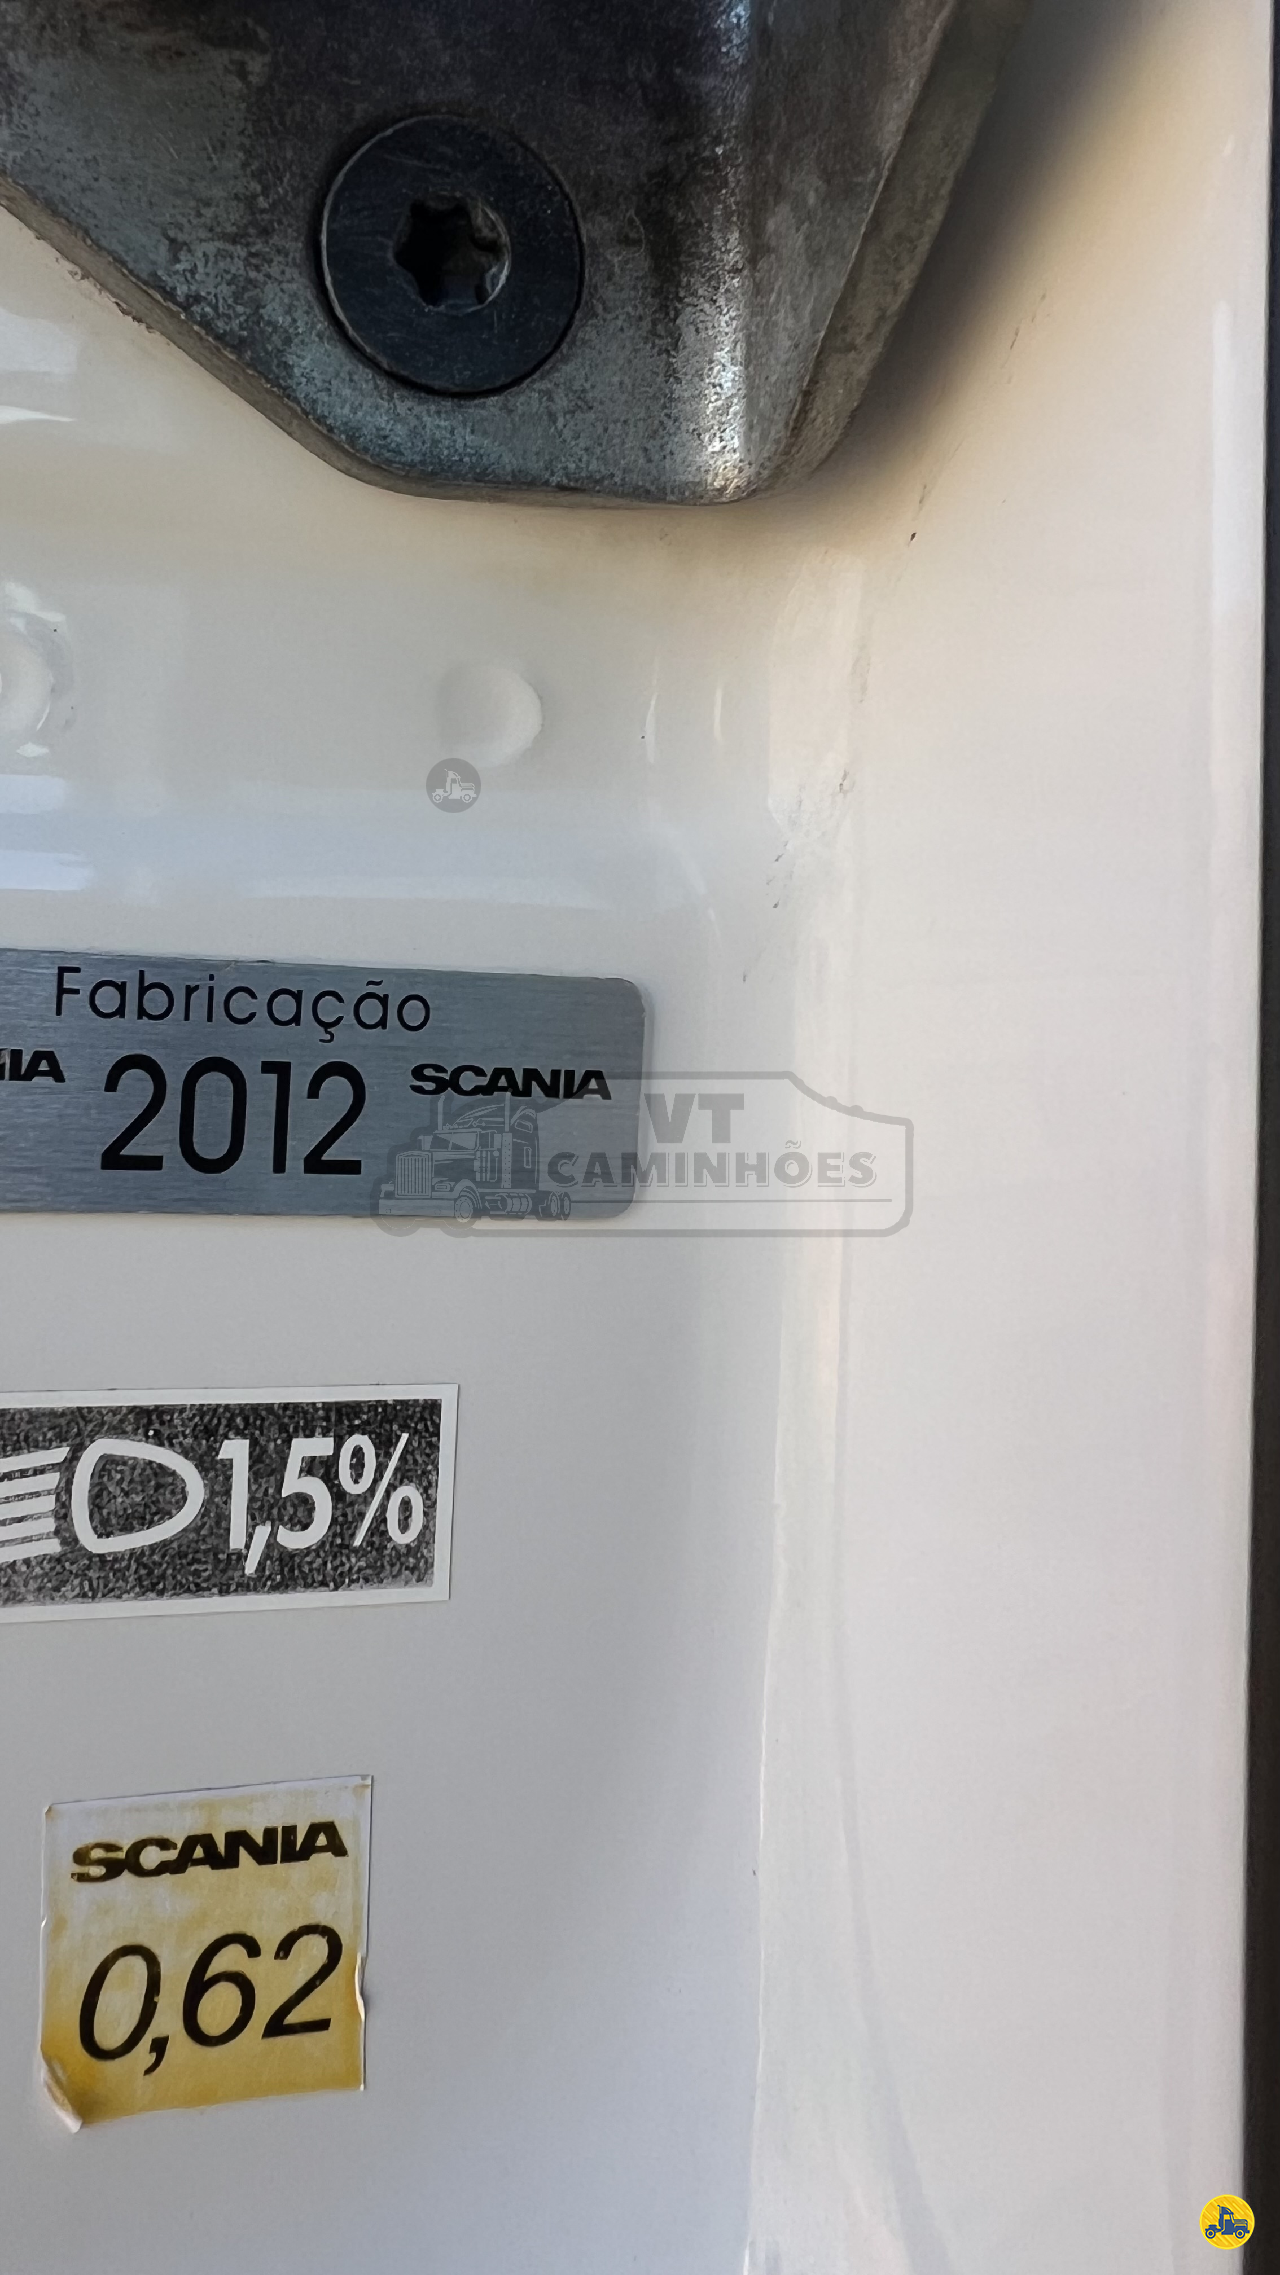 Fabricação
2012 SCANIA
VT
CAMINHÕES
1,5%
SCANIA
0,62